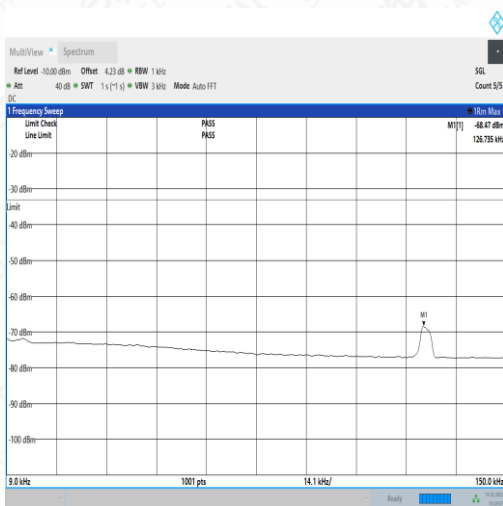 MultiView Spectrum
Ref Level -10.00 dBm Offset 4.23 dB RBW 1 kHz SGL
Att 40 dB SWT 1 s (~1 s) VBW 3 kHz Mode Auto FFT Count 5/5
DC
1 Frequency Sweep 1Rm Max
Limit Check PASS M1[1] -68.47 dBm
Line Limit PASS 126.735 kHz
-20 dBm
-30 dBm
Limit
-40 dBm
-50 dBm
-60 dBm
M1
-70 dBm
-80 dBm
-90 dBm
-100 dBm
9.0 kHz 1001 pts 14.1 kHz/ 150.0 kHz
Ready